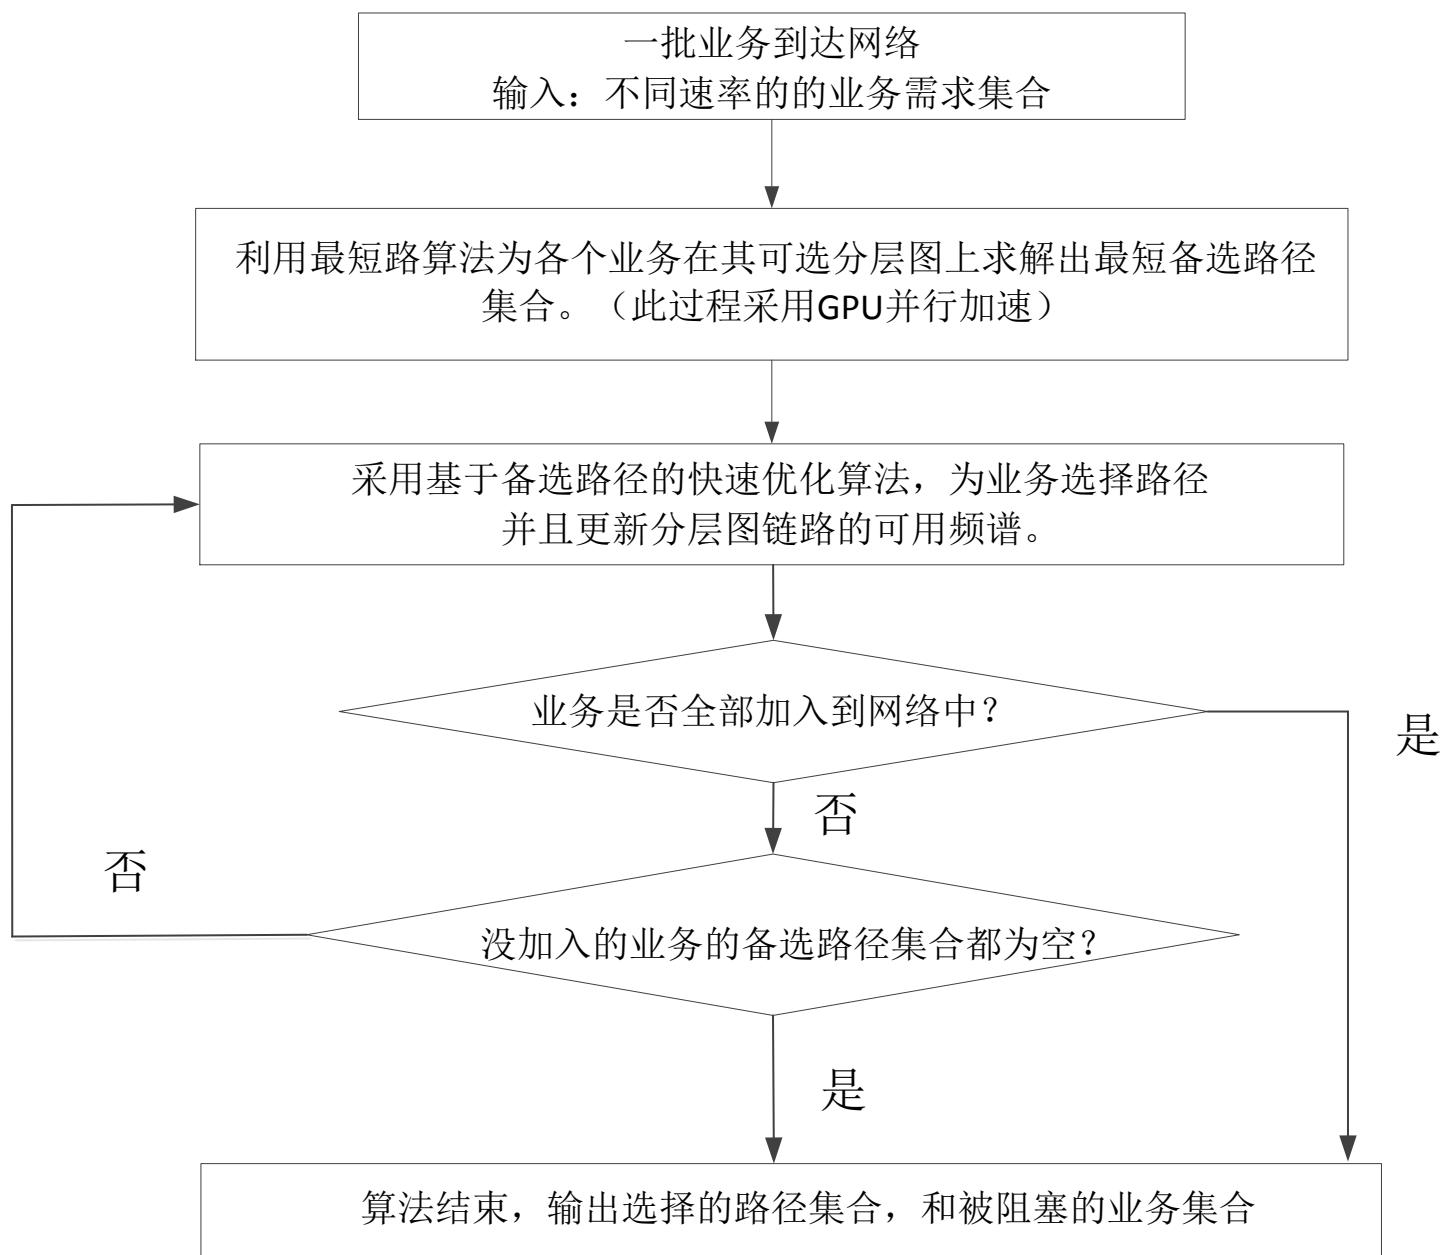 一批业务到达网络
输入：不同速率的的业务需求集合
利用最短路算法为各个业务在其可选分层图上求解出最短备选路径
集合。（此过程采用GPU并行加速）
采用基于备选路径的快速优化算法，为业务选择路径
并且更新分层图链路的可用频谱。
业务是否全部加入到网络中？
是
否
否
没加入的业务的备选路径集合都为空？
是
算法结束，输出选择的路径集合，和被阻塞的业务集合